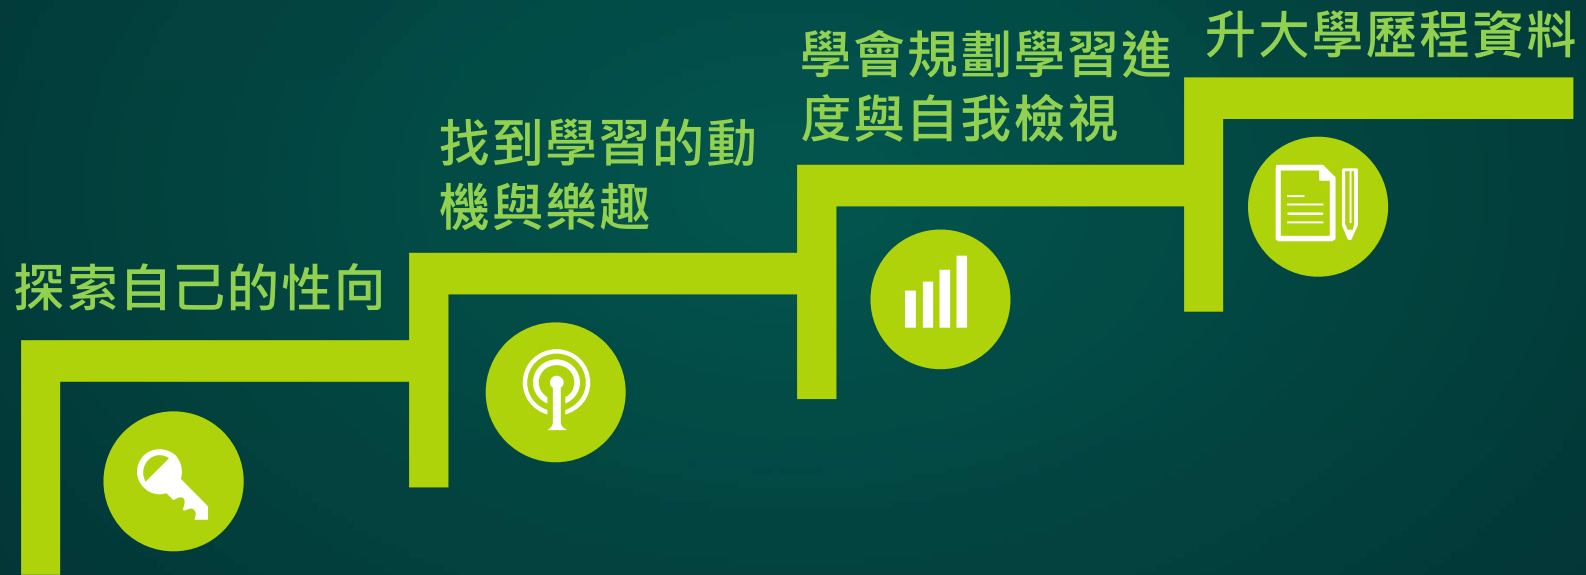 探索自己的性向
找到學習的動
機與樂趣
學會規劃學習進
度與自我檢視
升大學歷程資料